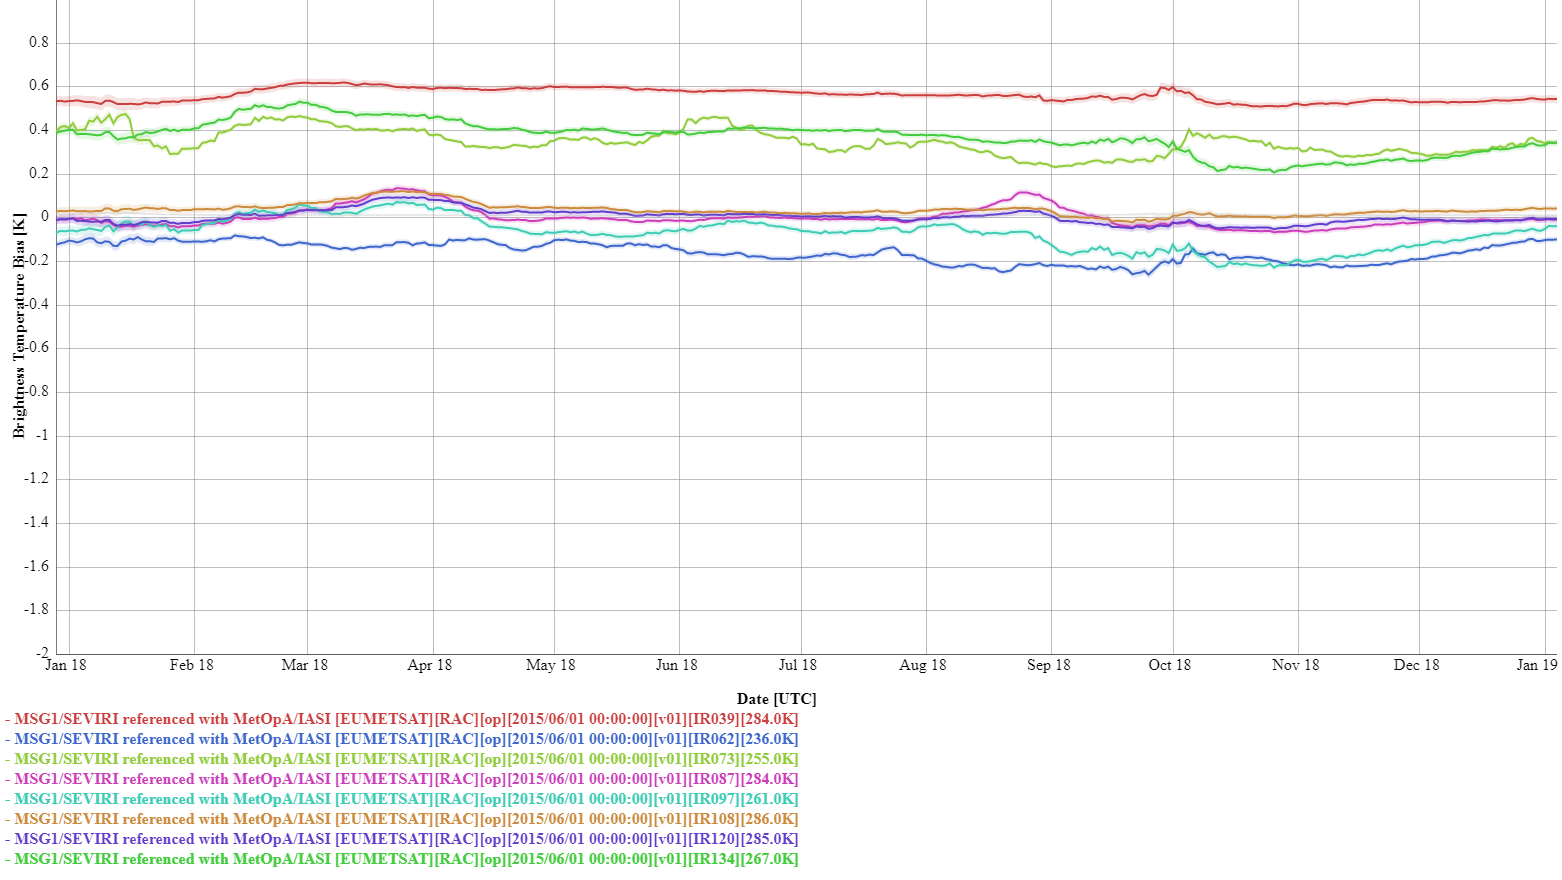 0.8
0.6
0.4
0.2
0
-0.2
-0.4
-0.6
-0.8
-1
-1.2
-1.4
-1.6
-1.8
-2
Brightness Temperature Bias [K]
Jan 18 Feb 18 Mar 18 Apr 18 May 18 Jun 18 Jul 18 Aug 18 Sep 18 Oct 18 Nov 18 Dec 18 Jan 19
Date [UTC]
- MSG1/SEVIRI referenced with MetOpA/IASI [EUMETSAT][RAC][op][2015/06/01 00:00:00][v01][IR039][284.0K]
- MSG1/SEVIRI referenced with MetOpA/IASI [EUMETSAT][RAC][op][2015/06/01 00:00:00][v01][IR062][236.0K]
- MSG1/SEVIRI referenced with MetOpA/IASI [EUMETSAT][RAC][op][2015/06/01 00:00:00][v01][IR073][255.0K]
- MSG1/SEVIRI referenced with MetOpA/IASI [EUMETSAT][RAC][op][2015/06/01 00:00:00][v01][IR087][284.0K]
- MSG1/SEVIRI referenced with MetOpA/IASI [EUMETSAT][RAC][op][2015/06/01 00:00:00][v01][IR097][261.0K]
- MSG1/SEVIRI referenced with MetOpA/IASI [EUMETSAT][RAC][op][2015/06/01 00:00:00][v01][IR108][286.0K]
- MSG1/SEVIRI referenced with MetOpA/IASI [EUMETSAT][RAC][op][2015/06/01 00:00:00][v01][IR120][285.0K]
- MSG1/SEVIRI referenced with MetOpA/IASI [EUMETSAT][RAC][op][2015/06/01 00:00:00][v01][IR134][267.0K]